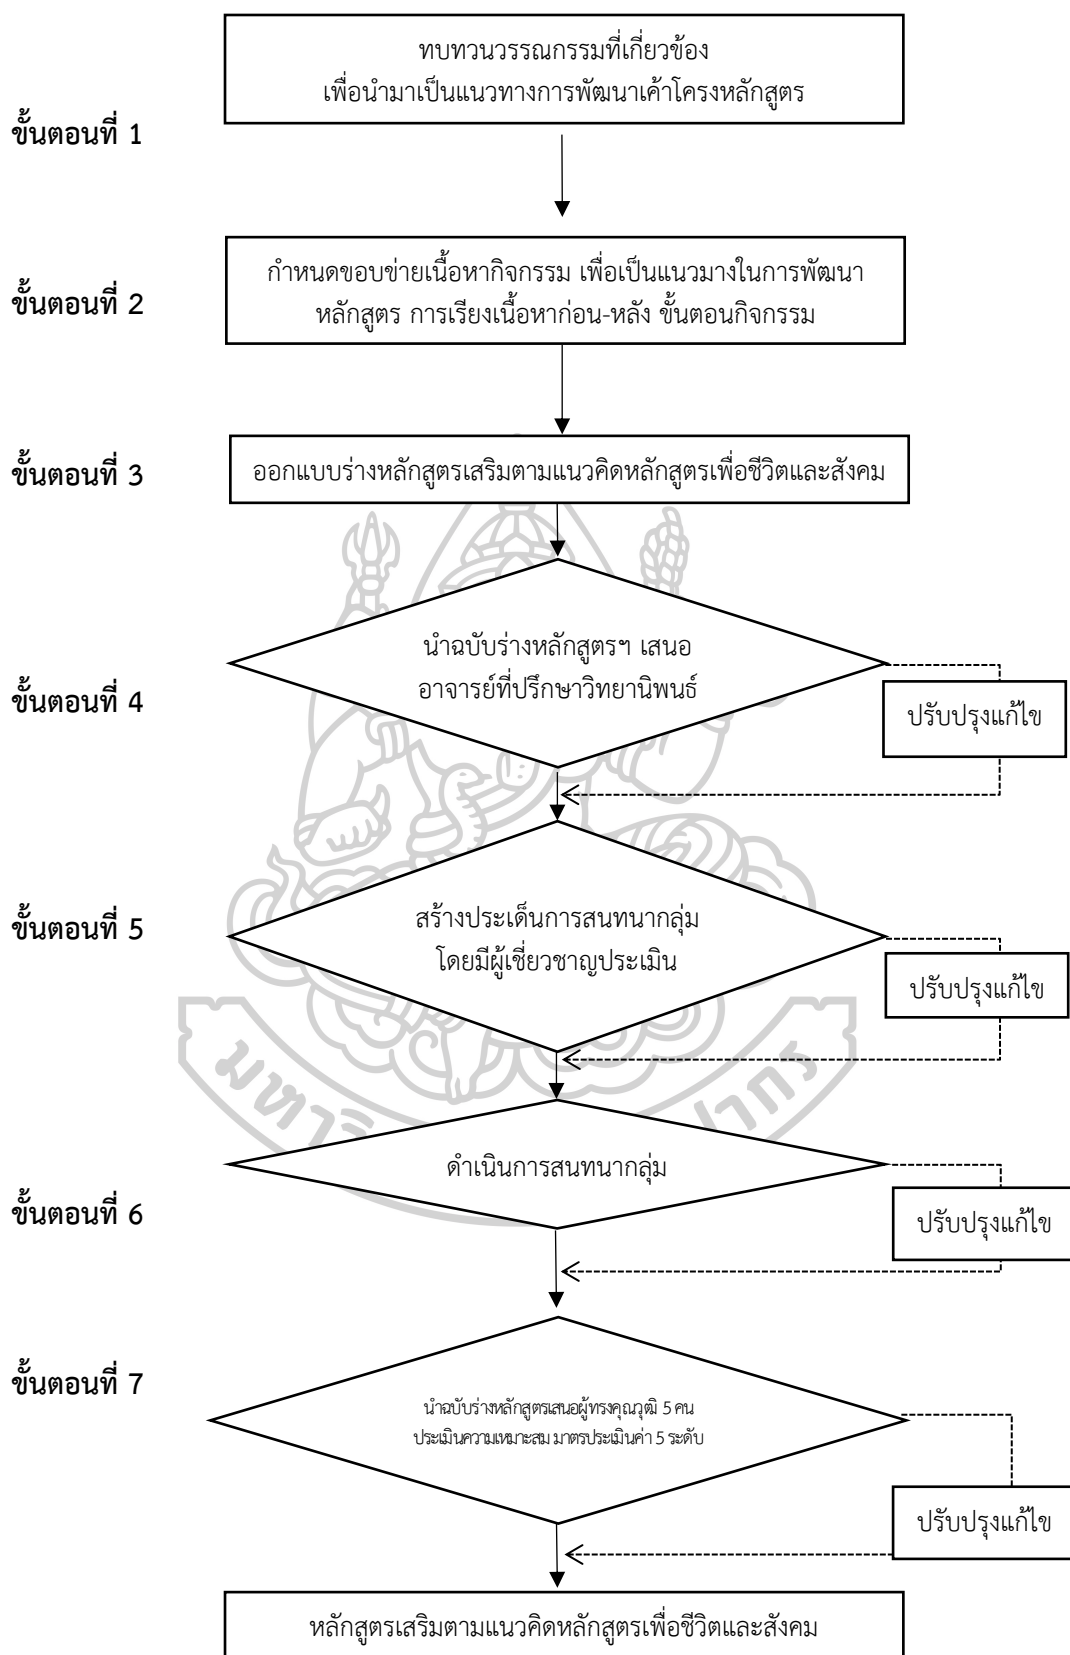 ทบทวนวรรณกรรมที่เกี่ยวข้อง
เพื่อนำมาเป็นแนวทางการพัฒนาเค้าโครงหลักสูตร
ขั้นตอนที่ 1
กำหนดขอบข่ายเนื้อหากิจกรรม เพื่อเป็นแนวมางในการพัฒนา
หลักสูตร การเรียงเนื้อหาก่อน-หลัง ขั้นตอนกิจกรรม
ขั้นตอนที่ 2
ขั้นตอนที่ 3
ออกแบบร่างหลักสูตรเสริมตามแนวคิดหลักสูตรเพื่อชีวิตและสังคม
นำฉบับร่างหลักสูตรฯ เสนอ
อาจารย์ที่ปรึกษาวิทยานิพนธ์
ขั้นตอนที่ 4
ปรับปรุงแก้ไข
สร้างประเด็นการสนทนากลุ่ม
โดยมีผู้เชี่ยวชาญประเมิน
ขั้นตอนที่ 5
ปรับปรุงแก้ไข
ดำเนินการสนทนากลุ่ม
ขั้นตอนที่ 6
ปรับปรุงแก้ไข
ขั้นตอนที่ 7
นำฉบับร่างหลักสูตรเสนอผู้ทรงคุณวุฒิ 5 คน
ประเมินความเหมาะสม มาตรประเมินค่า 5 ระดับ
ปรับปรุงแก้ไข
หลักสูตรเสริมตามแนวคิดหลักสูตรเพื่อชีวิตและสังคม